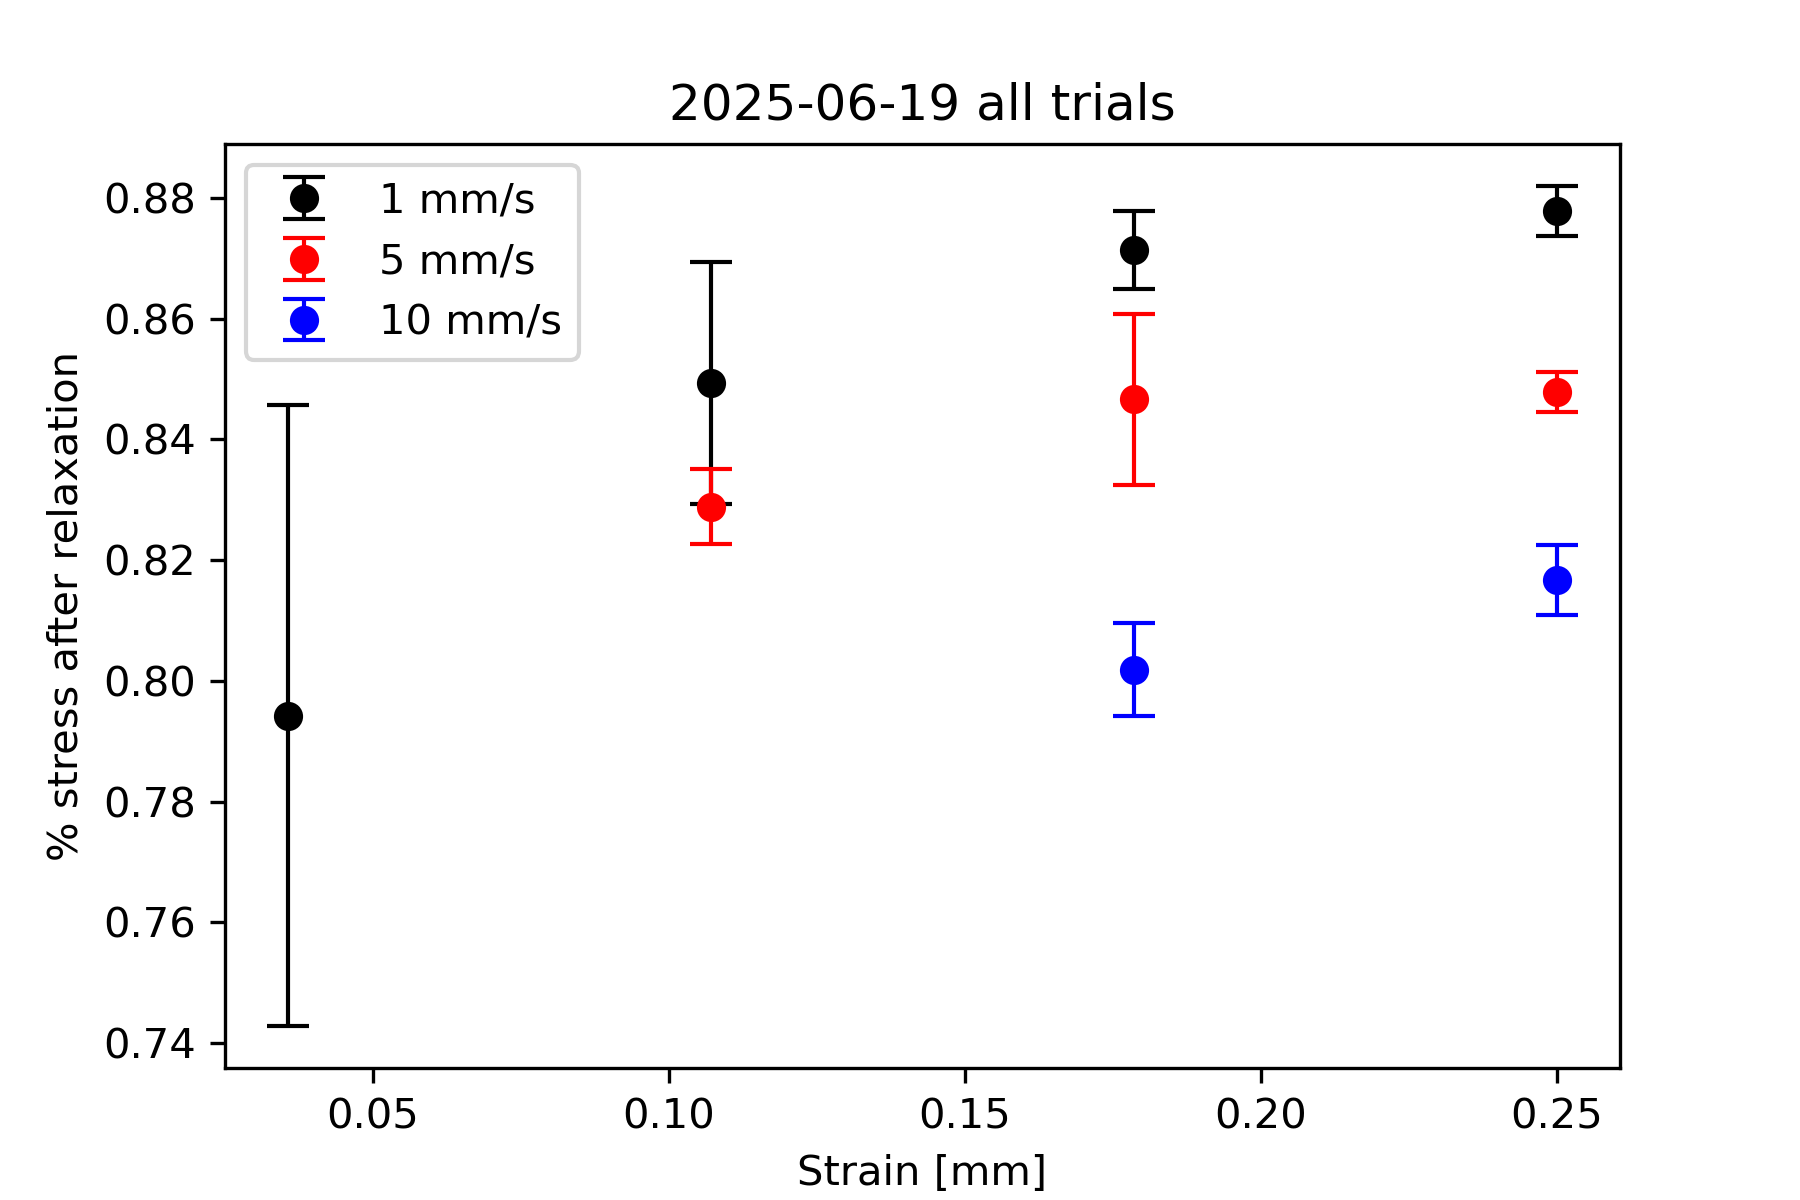 2025-06-19 all trials
1 mm/s
5 mm/s
10 mm/s
% stress after relaxation
0.88
0.86
0.84
0.82
0.80
0.78
0.76
0.74
0.05 0.10 0.15 0.20 0.25
Strain [mm]